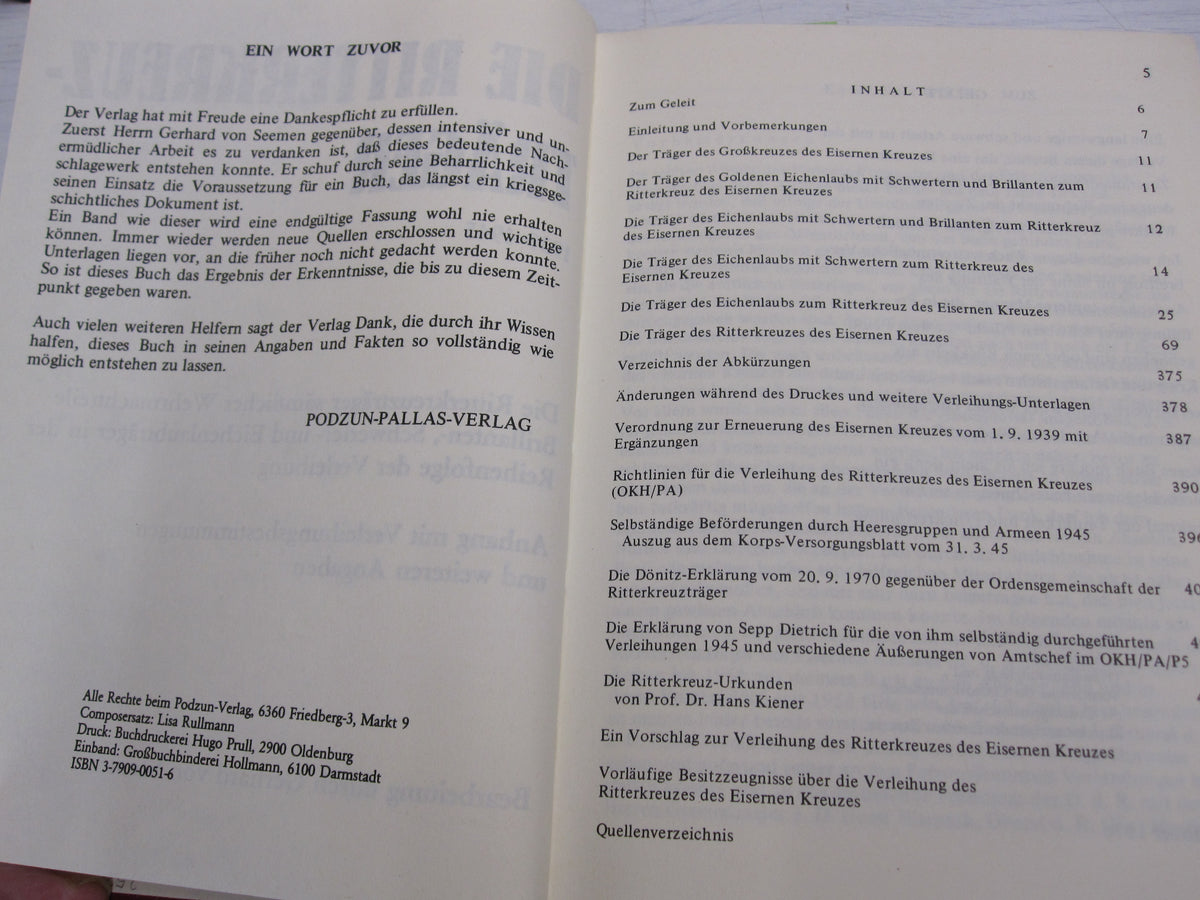 EIN WORT ZUVOR
Der Verlag hat mit Freude eine Dankespflicht zu erfüllen.
Zuerst Herrn Gerhard von Seemen gegenüber, dessen intensiver und un-
ermüdlicher Arbeit es zu verdanken ist, daß dieses bedeutende Nach-
schlagewerk entstehen konnte. Er schuf durch seine Beharrlichkeit und
seinen Einsatz die Voraussetzung für ein Buch, das längst ein kriegsge-
schichtliches Dokument ist.
Ein Band wie dieser wird eine endgültige Fassung wohl nie erhalten
können. Immer wieder werden neue Quellen erschlossen und wichtige
Unterlagen liegen vor, an die früher noch nicht gedacht werden konnte.
So ist dieses Buch das Ergebnis der Erkenntnisse, die bis zu diesem Zeit-
punkt gegeben waren.
Auch vielen weiteren Helfern sagt der Verlag Dank, die durch ihr Wissen
halfen, dieses Buch in seinen Angaben und Fakten so vollständig wie
möglich entstehen zu lassen.
PODZUN-PALLAS-VERLAG
Alle Rechte beim Podzun-Verlag, 6360 Friedberg-3, Markt 9
Composersatz: Lisa Rullmann
Druck: Buchdruckerei Hugo Prull, 2900 Oldenburg
Einband: Großbuchbinderei Hollmann, 6100 Darmstadt
ISBN 3-7909-0051-6
5
INHALT
Zum Geleit 6
Einleitung und Vorbemerkungen 7
Der Träger des Großkreuzes des Eisernen Kreuzes 11
Der Träger des Goldenen Eichenlaubs mit Schwertern und Brillanten zum 11
Ritterkreuz des Eisernen Kreuzes
Die Träger des Eichenlaubs mit Schwertern und Brillanten zum Ritterkreuz 12
des Eisernen Kreuzes
Die Träger des Eichenlaubs mit Schwertern zum Ritterkreuz des 14
Eisernen Kreuzes
Die Träger des Eichenlaubs zum Ritterkreuz des Eisernen Kreuzes 25
Die Träger des Ritterkreuzes des Eisernen Kreuzes 69
Verzeichnis der Abkürzungen 375
Änderungen während des Druckes und weitere Verleihungs-Unterlagen 378
Verordnung zur Erneuerung des Eisernen Kreuzes vom 1. 9. 1939 mit 387
Ergänzungen
Richtlinien für die Verleihung des Ritterkreuzes des Eisernen Kreuzes 390
(OKH/PA)
Selbständige Beförderungen durch Heeresgruppen und Armeen 1945 396
Auszug aus dem Korps-Versorgungsblatt vom 31. 3. 45
Die Dönitz-Erklärung vom 20. 9. 1970 gegenüber der Ordensgemeinschaft der 40
Ritterkreuzträger
Die Erklärung von Sepp Dietrich für die von ihm selbständig durchgeführten 4
Verleihungen 1945 und verschiedene Äußerungen von Amtschef im OKH/PA/P5
Die Ritterkreuz-Urkunden
von Prof. Dr. Hans Kiener
Ein Vorschlag zur Verleihung des Ritterkreuzes des Eisernen Kreuzes
Vorläufige Besitzzeugnisse über die Verleihung des
Ritterkreuzes des Eisernen Kreuzes
Quellenverzeichnis